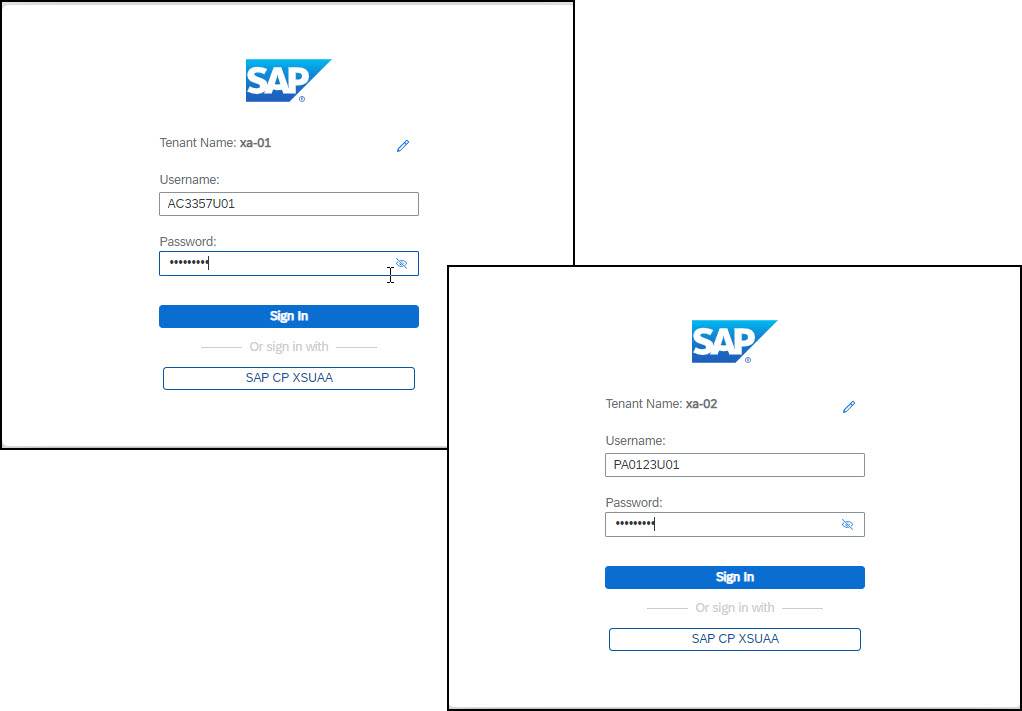 SAP®
Tenant Name: xa-01
Username:
AC3357U01
Password:
•••••••••
Sign In
Or sign in with
SAP CP XSUAA
SAP®
Tenant Name: xa-02
Username:
PA0123U01
Password:
•••••••••
Sign In
Or sign in with
SAP CP XSUAA